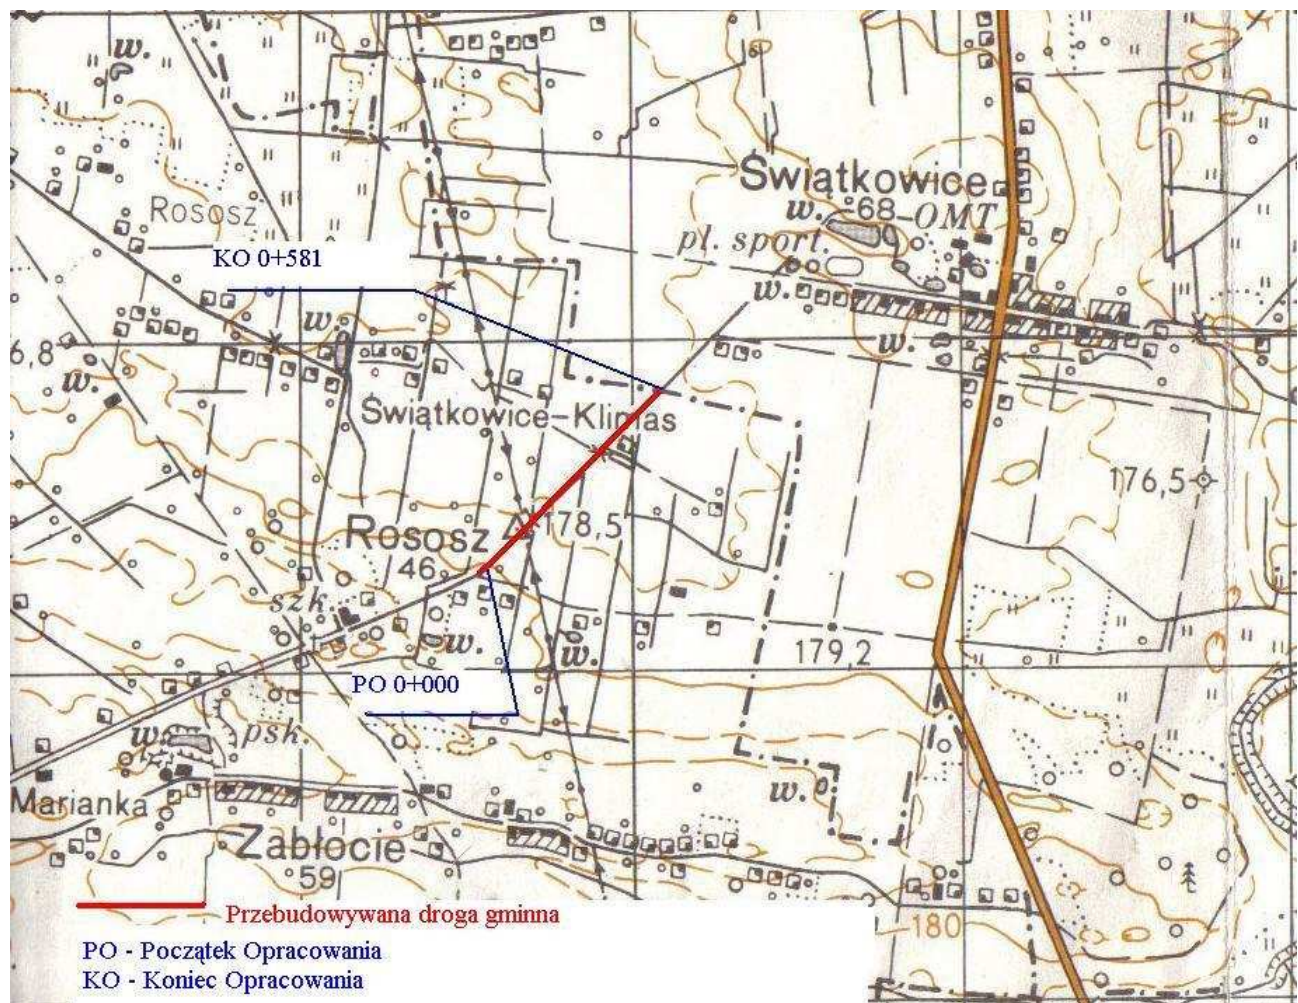 w.
Świątkowice
Rososz
w. 68-OMT
pl. sport.
KO 0+581
w.
w.
6,8
w.
w.
Świątkowice-Klimas
176,5
Rososz
178,5
46
szk
w.
w.
179,2
PO 0+000
w.
psk
w.
Marianka
Zabłocie
59
180
Przebudowywana droga gminna
PO - Początek Opracowania
KO - Koniec Opracowania